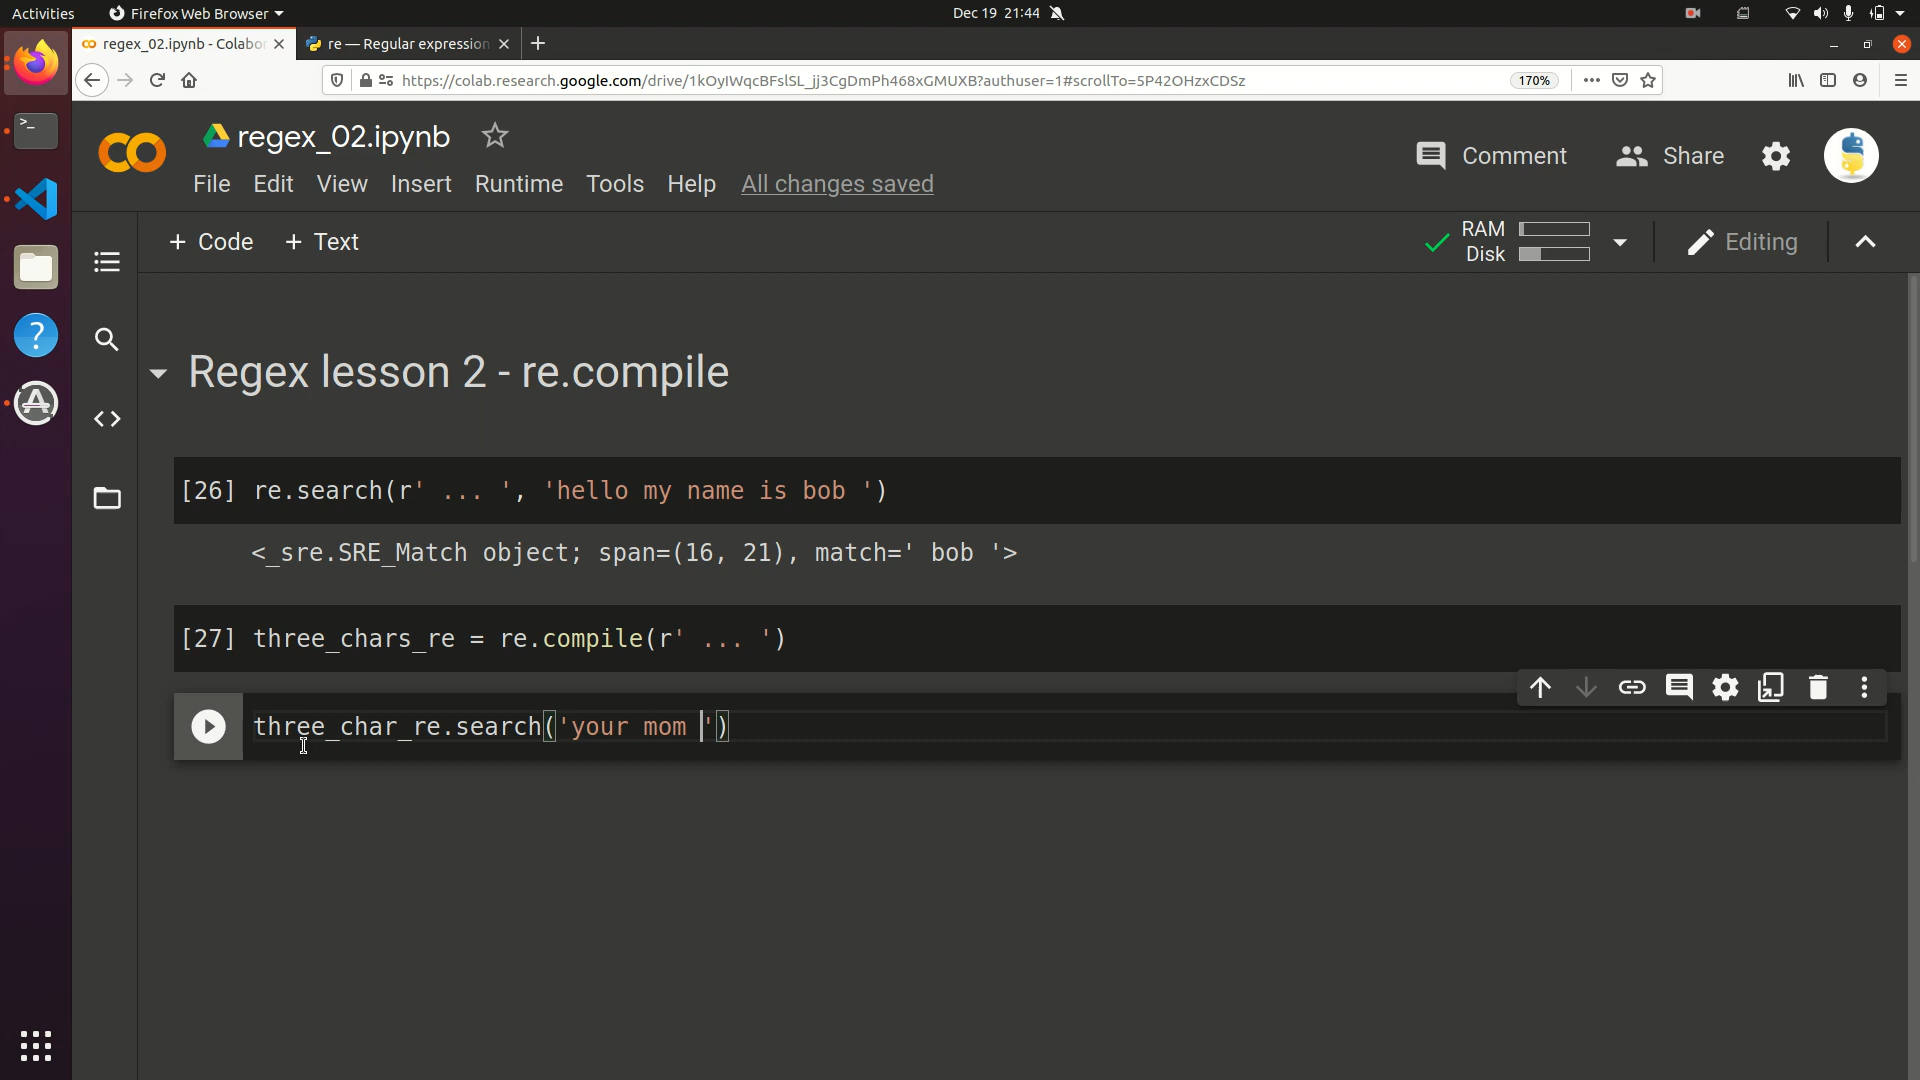 Activities Firefox Web Browser Dec 19 21:44
regex_02.ipynb - Colabor re — Regular expression
https://colab.research.google.com/drive/1kOyIWqcBFslSL_jj3CgDmPh468xGMUXB?authuser=1#scrollTo=5P42OHzxCDSz 170%
regex_02.ipynb
Comment Share
File Edit View Insert Runtime Tools Help All changes saved
+ Code + Text RAM Disk Editing
Regex lesson 2 - re.compile
[26] re.search(r' ... ', 'hello my name is bob ')
<_sre.SRE_Match object; span=(16, 21), match=' bob '>
[27] three_chars_re = re.compile(r' ... ')
three_char_re.search('your mom ')